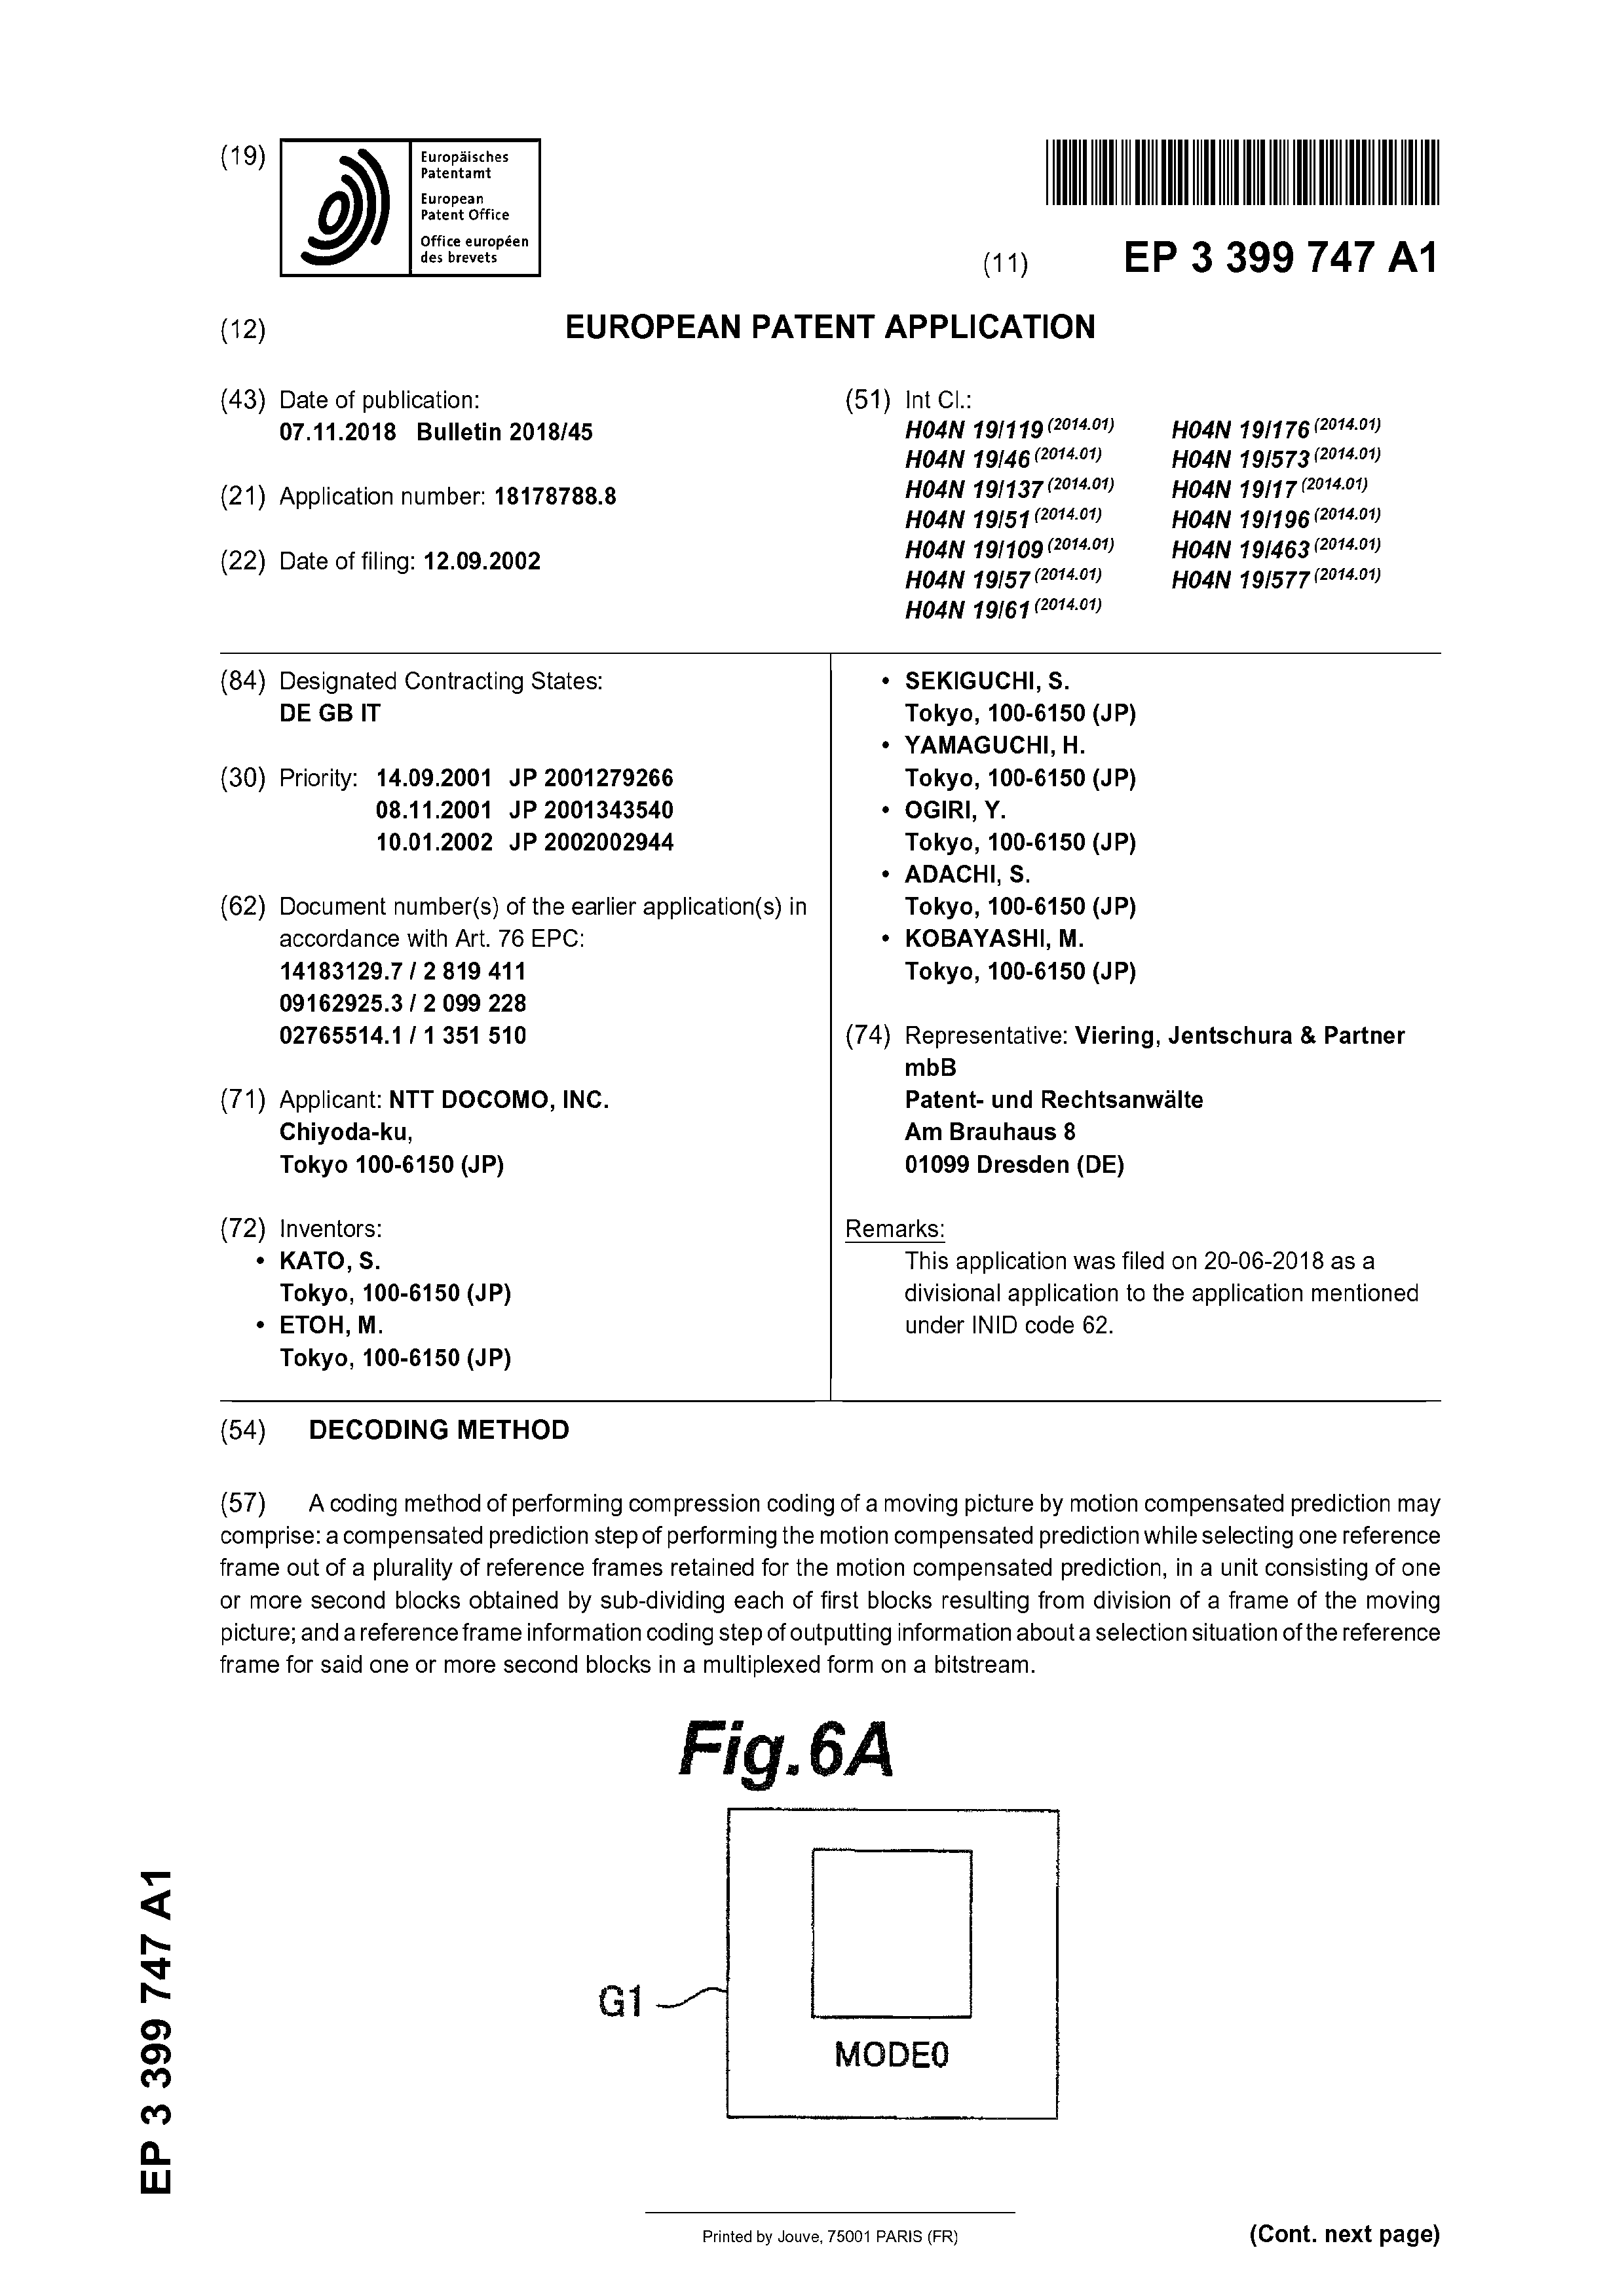 (19)
Europäisches
Patentamt
European
Patent Office
Office européen
des brevets
(11) EP 3 399 747 A1
(12) EUROPEAN PATENT APPLICATION
(43) Date of publication:
07.11.2018 Bulletin 2018/45
(21) Application number: 18178788.8
(22) Date of filing: 12.09.2002
(51) Int Cl.:
H04N 19/119 (2014.01) H04N 19/176 (2014.01)
H04N 19/46 (2014.01) H04N 19/573 (2014.01)
H04N 19/137 (2014.01) H04N 19/17 (2014.01)
H04N 19/51 (2014.01) H04N 19/196 (2014.01)
H04N 19/109 (2014.01) H04N 19/463 (2014.01)
H04N 19/57 (2014.01) H04N 19/577 (2014.01)
H04N 19/61 (2014.01)
(84) Designated Contracting States:
DE GB IT
(30) Priority: 14.09.2001 JP 2001279266
08.11.2001 JP 2001343540
10.01.2002 JP 2002002944
(62) Document number(s) of the earlier application(s) in
accordance with Art. 76 EPC:
14183129.7 / 2 819 411
09162925.3 / 2 099 228
02765514.1 / 1 351 510
(71) Applicant: NTT DOCOMO, INC.
Chiyoda-ku,
Tokyo 100-6150 (JP)
(72) Inventors:
• KATO, S.
Tokyo, 100-6150 (JP)
• ETOH, M.
Tokyo, 100-6150 (JP)
• SEKIGUCHI, S.
Tokyo, 100-6150 (JP)
• YAMAGUCHI, H.
Tokyo, 100-6150 (JP)
• OGIRI, Y.
Tokyo, 100-6150 (JP)
• ADACHI, S.
Tokyo, 100-6150 (JP)
• KOBAYASHI, M.
Tokyo, 100-6150 (JP)
(74) Representative: Viering, Jentschura & Partner
mbB
Patent- und Rechtsanwälte
Am Brauhaus 8
01099 Dresden (DE)
Remarks:
This application was filed on 20-06-2018 as a
divisional application to the application mentioned
under INID code 62.
(54) DECODING METHOD
(57) A coding method of performing compression coding of a moving picture by motion compensated prediction may
comprise: a compensated prediction step of performing the motion compensated prediction while selecting one reference
frame out of a plurality of reference frames retained for the motion compensated prediction, in a unit consisting of one
or more second blocks obtained by sub-dividing each of first blocks resulting from division of a frame of the moving
picture; and a reference frame information coding step of outputting information about a selection situation of the reference
frame for said one or more second blocks in a multiplexed form on a bitstream.
Fig.6A
G1
MODE0
EP 3 399 747 A1
Printed by Jouve, 75001 PARIS (FR)
(Cont. next page)